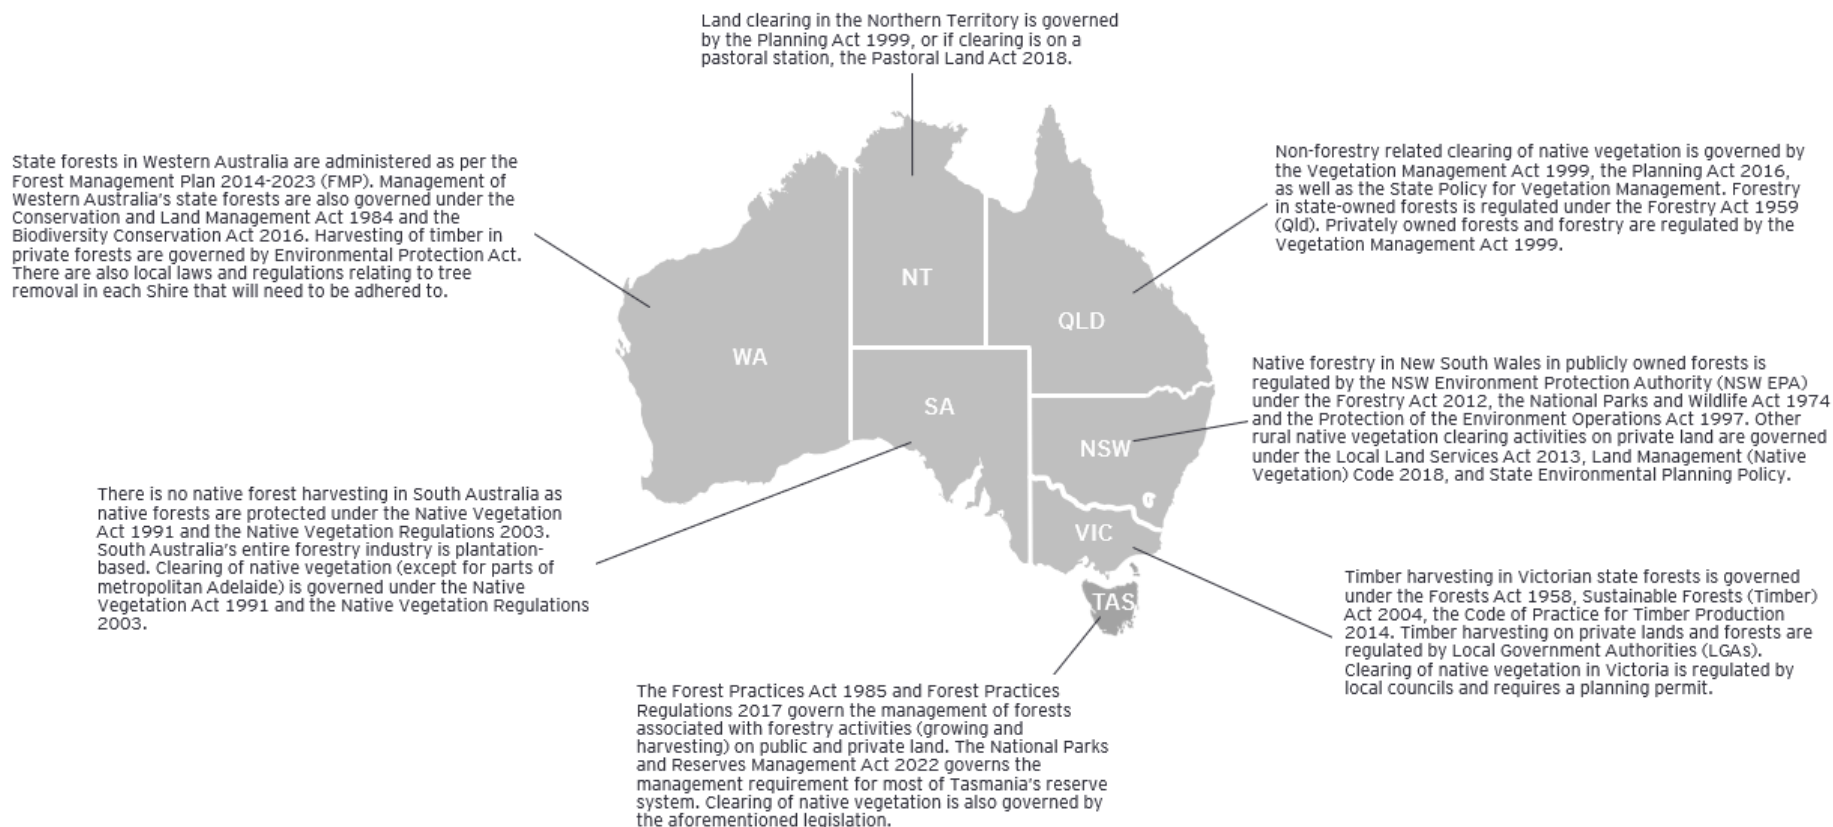 Land clearing in the Northern Territory is governed
by the Planning Act 1999, or if clearing is on a
pastoral station, the Pastoral Land Act 2018.
State forests in Western Australia are administered as per the
Forest Management Plan 2014-2023 (FMP). Management of
Western Australia's state forests are also governed under the
Conservation and Land Management Act 1984 and the
Biodiversity Conservation Act 2016. Harvesting of timber in
private forests are governed by Environmental Protection Act.
There are also local laws and regulations relating to tree
removal in each Shire that will need to be adhered to.
Non-forestry related clearing of native vegetation is governed by
the Vegetation Management Act 1999, the Planning Act 2016,
as well as the State Policy for Vegetation Management. Forestry
in state-owned forests is regulated under the Forestry Act 1959
(Qld). Privately owned forests and forestry are regulated by the
Vegetation Management Act 1999.
NT
QLD
WA
SA
NSW
VIC
TAS
Native forestry in New South Wales in publicly owned forests is
regulated by the NSW Environment Protection Authority (NSW EPA)
under the Forestry Act 2012, the National Parks and Wildlife Act 1974
and the Protection of the Environment Operations Act 1997. Other
rural native vegetation clearing activities on private land are governed
under the Local Land Services Act 2013, Land Management (Native
Vegetation) Code 2018, and State Environmental Planning Policy.
There is no native forest harvesting in South Australia as
native forests are protected under the Native Vegetation
Act 1991 and the Native Vegetation Regulations 2003.
South Australia's entire forestry industry is plantation-
based. Clearing of native vegetation (except for parts of
metropolitan Adelaide) is governed under the Native
Vegetation Act 1991 and the Native Vegetation Regulations
2003.
Timber harvesting in Victorian state forests is governed
under the Forests Act 1958, Sustainable Forests (Timber)
Act 2004, the Code of Practice for Timber Production
2014. Timber harvesting on private lands and forests are
regulated by Local Government Authorities (LGAs).
Clearing of native vegetation in Victoria is regulated by
local councils and requires a planning permit.
The Forest Practices Act 1985 and Forest Practices
Regulations 2017 govern the management of forests
associated with forestry activities (growing and
harvesting) on public and private land. The National Parks
and Reserves Management Act 2022 governs the
management requirement for most of Tasmania's reserve
system. Clearing of native vegetation is also governed by
the aforementioned legislation.